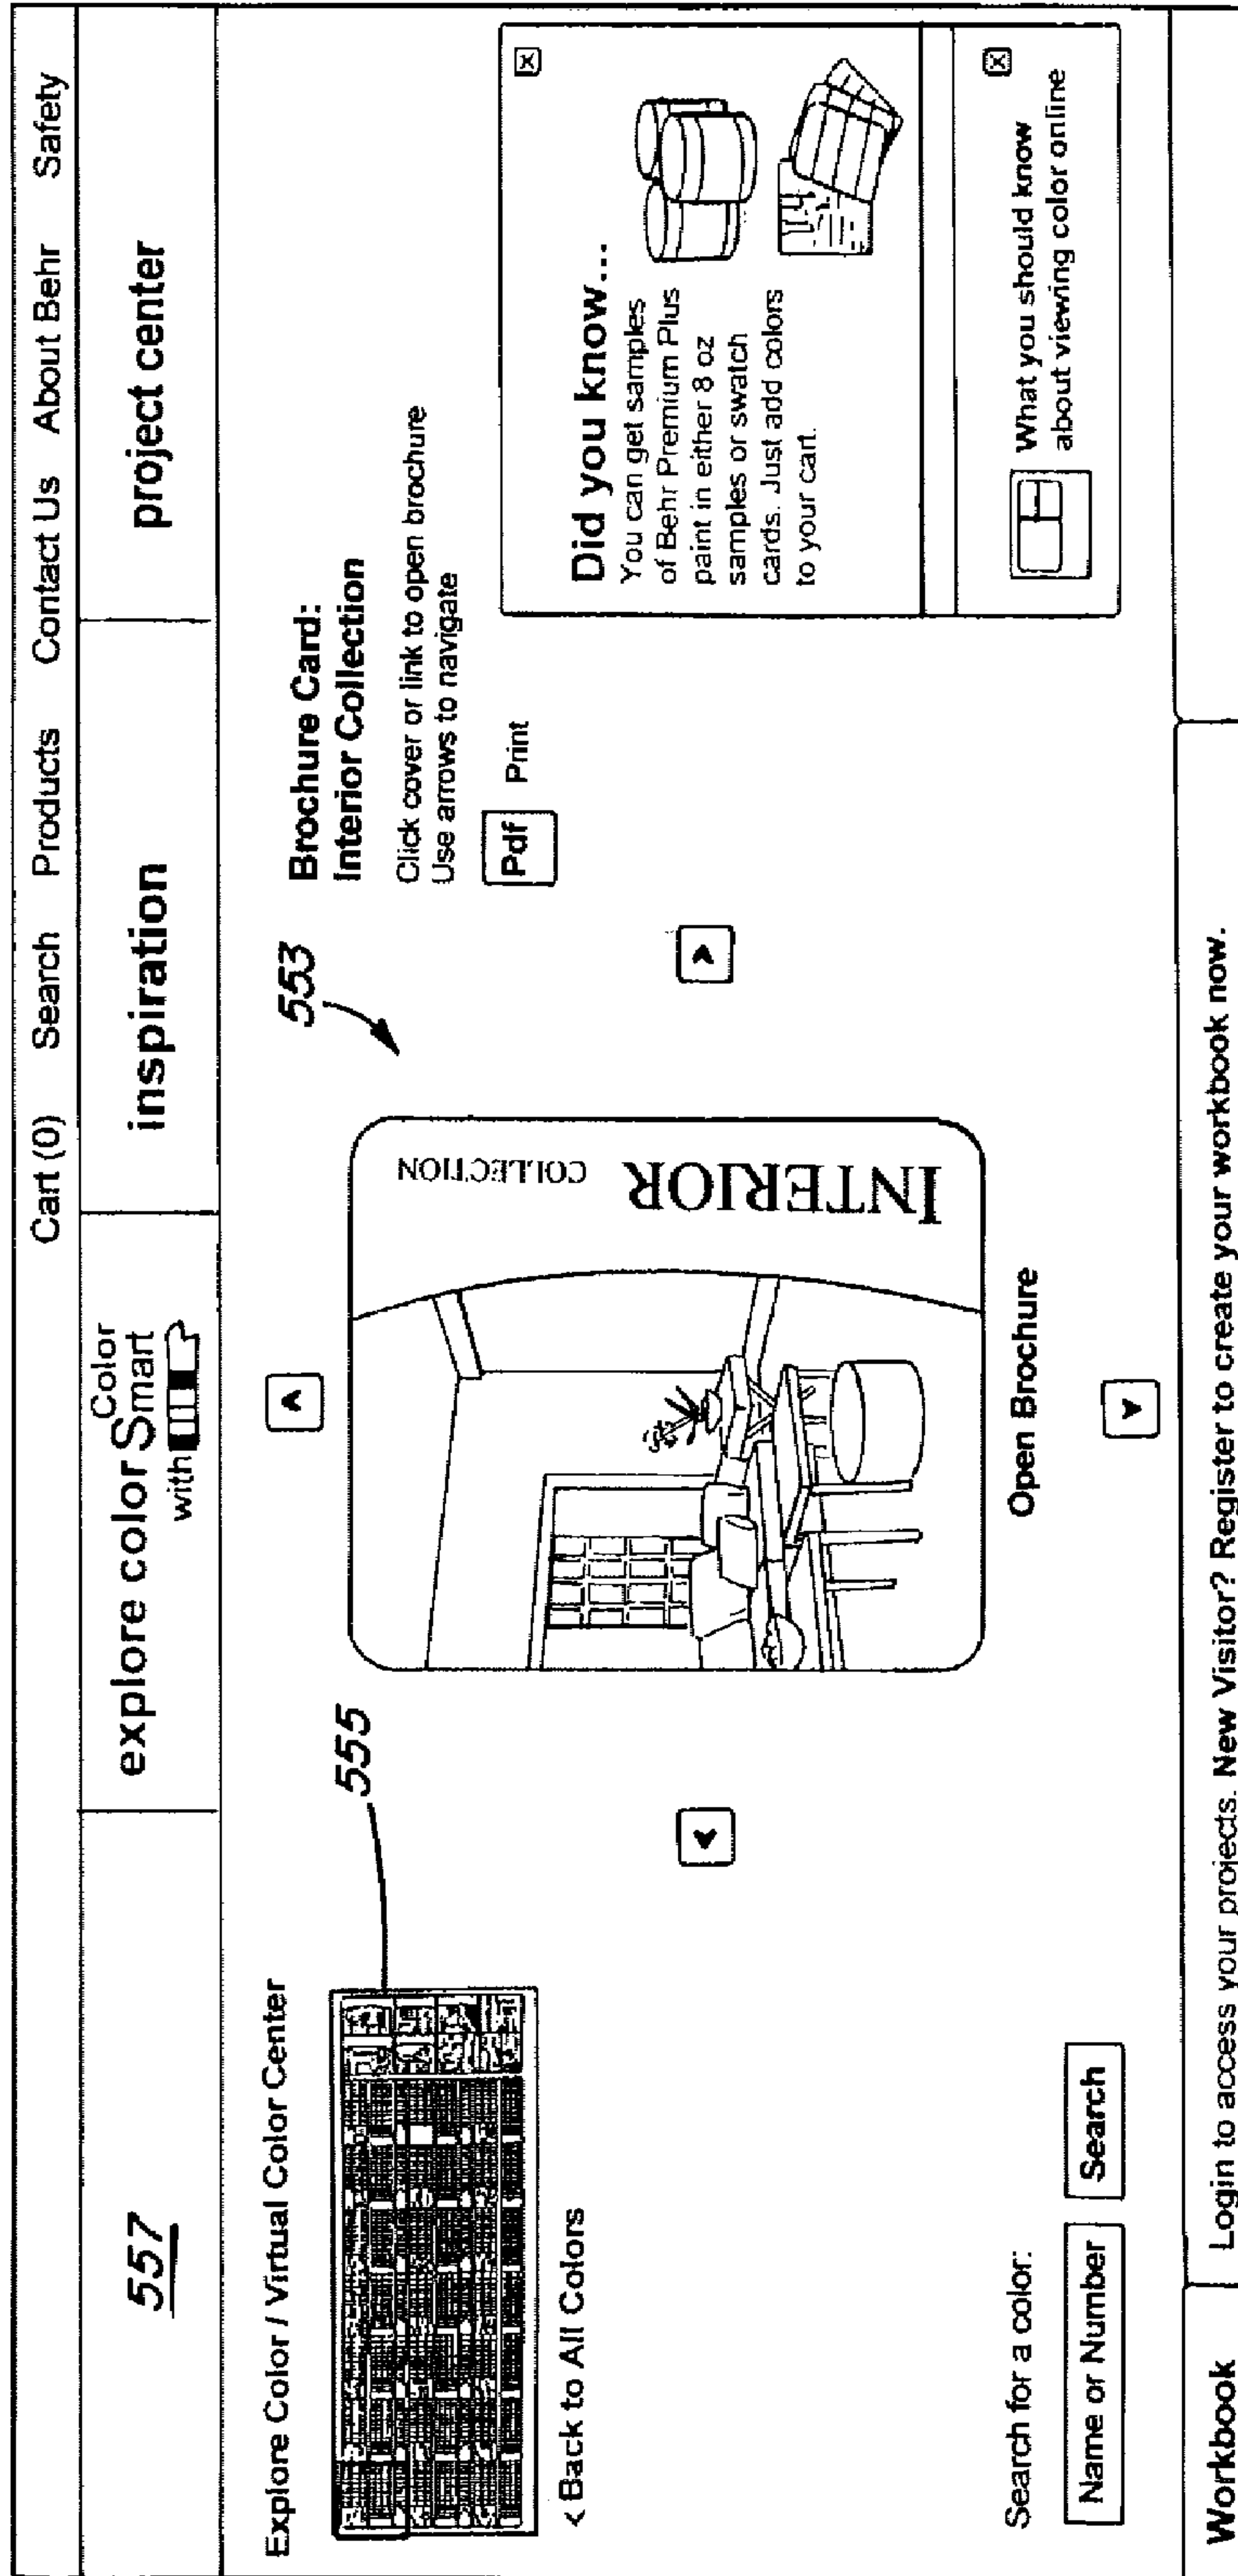 Cart (0) Search Products Contact Us About Behr Safety
557
explore color
Color
Smart
with
inspiration
project center
Explore Color / Virtual Color Center
555
< Back to All Colors
Search for a color:
Name or Number Search
INTERIOR
COLLECTION
Open Brochure
553
Brochure Card:
Interior Collection
Click cover or link to open brochure
Use arrows to navigate
Pdf Print
Did you know...
You can get samples
of Behr Premium Plus
paint in either 8 oz
samples or swatch
cards. Just add colors
to your cart.
What you should know
about viewing color online
Workbook Login to access your projects. New Visitor? Register to create your workbook now.